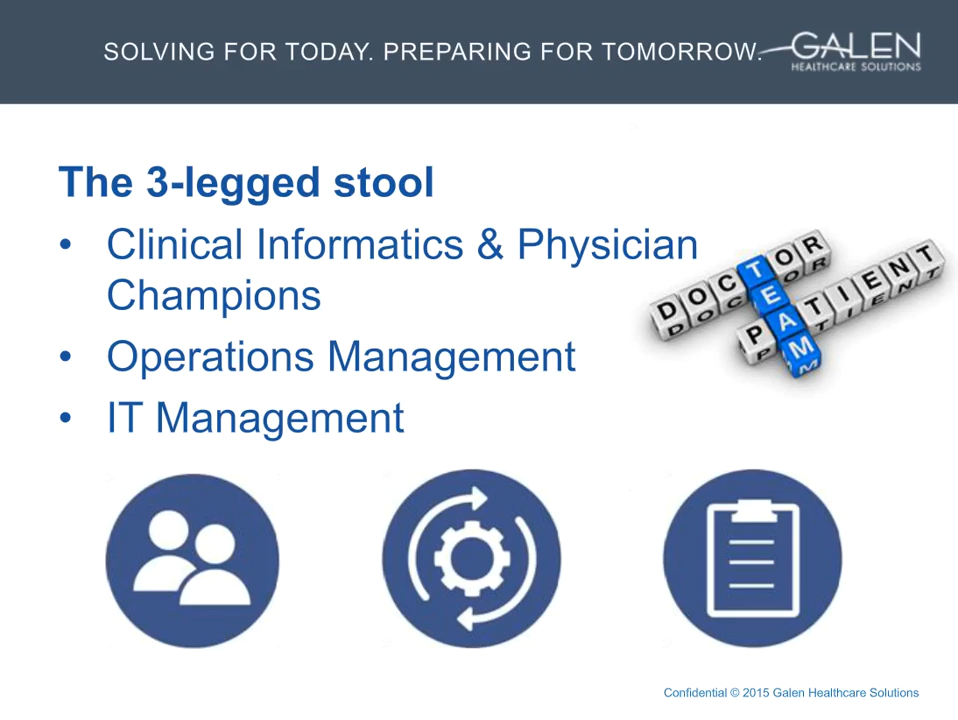 SOLVING FOR TODAY. PREPARING FOR TOMORROW.
GALEN
HEALTHCARE SOLUTIONS
The 3-legged stool
• Clinical Informatics & Physician
Champions
• Operations Management
• IT Management
DOCTOR
TEAM
PATIENT
Confidential © 2015 Galen Healthcare Solutions